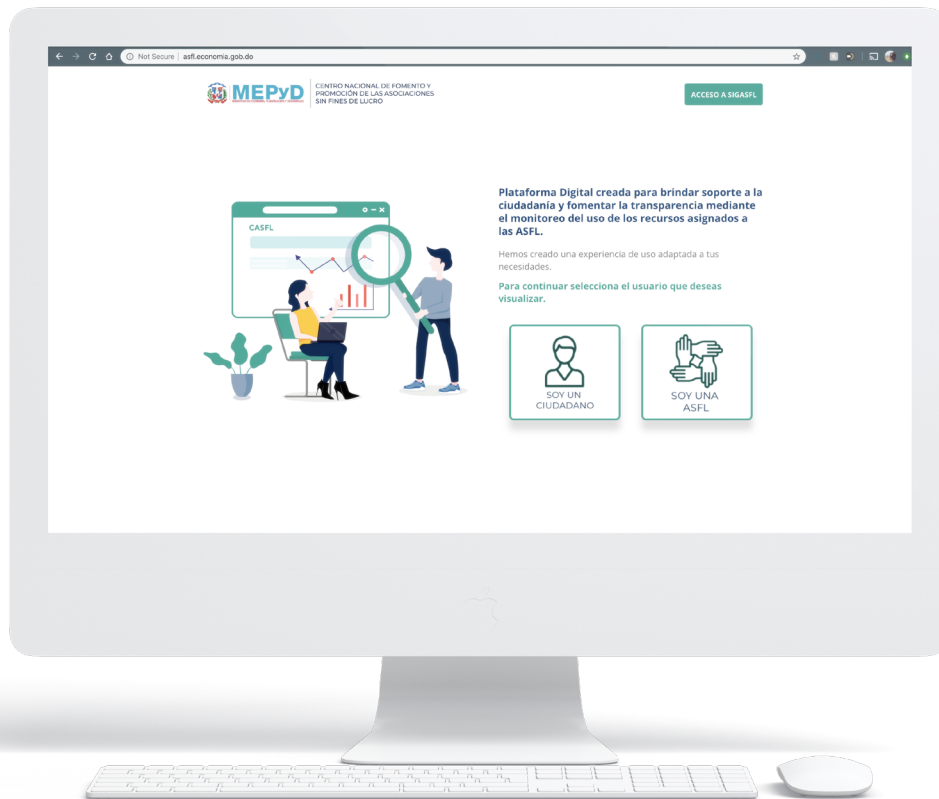 Not Secure | asfl.economia.gob.do
MEPyD
CENTRO NACIONAL DE FOMENTO Y
PROMOCIÓN DE LAS ASOCIACIONES
SIN FINES DE LUCRO
ACCESO A SIGASFL
CASFL
Plataforma Digital creada para brindar soporte a la
ciudadanía y fomentar la transparencia mediante
el monitoreo del uso de los recursos asignados a
las ASFL.
Hemos creado una experiencia de uso adaptada a tus
necesidades.
Para continuar selecciona el usuario que deseas
visualizar.
SOY UN
CIUDADANO
SOY UNA
ASFL